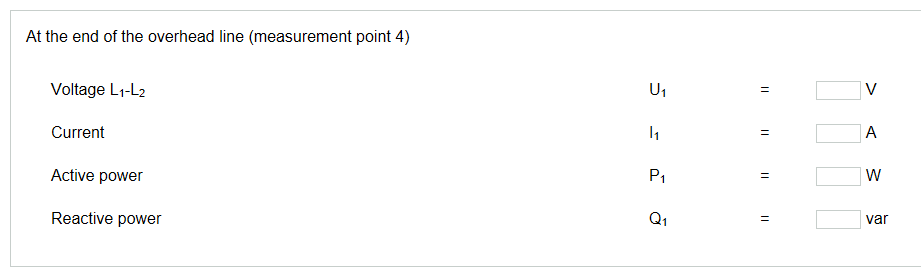 At the end of the overhead line (measurement point 4)
Voltage L₁-L₂ U₁ = V
Current I₁ = A
Active power P₁ = W
Reactive power Q₁ = var